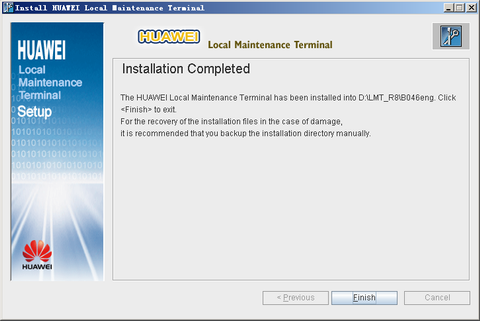 Install HUAWEI Local Maintenance Terminal
HUAWEI
Local
Maintenance
Terminal
Setup
HUAWEI
HUAWEI Local Maintenance Terminal
Installation Completed
The HUAWEI Local Maintenance Terminal has been installed into D:\LMT_R8\B046eng. Click
<Finish> to exit.
For the recovery of the installation files in the case of damage,
it is recommended that you backup the installation directory manually.
< Previous
Finish
Cancel